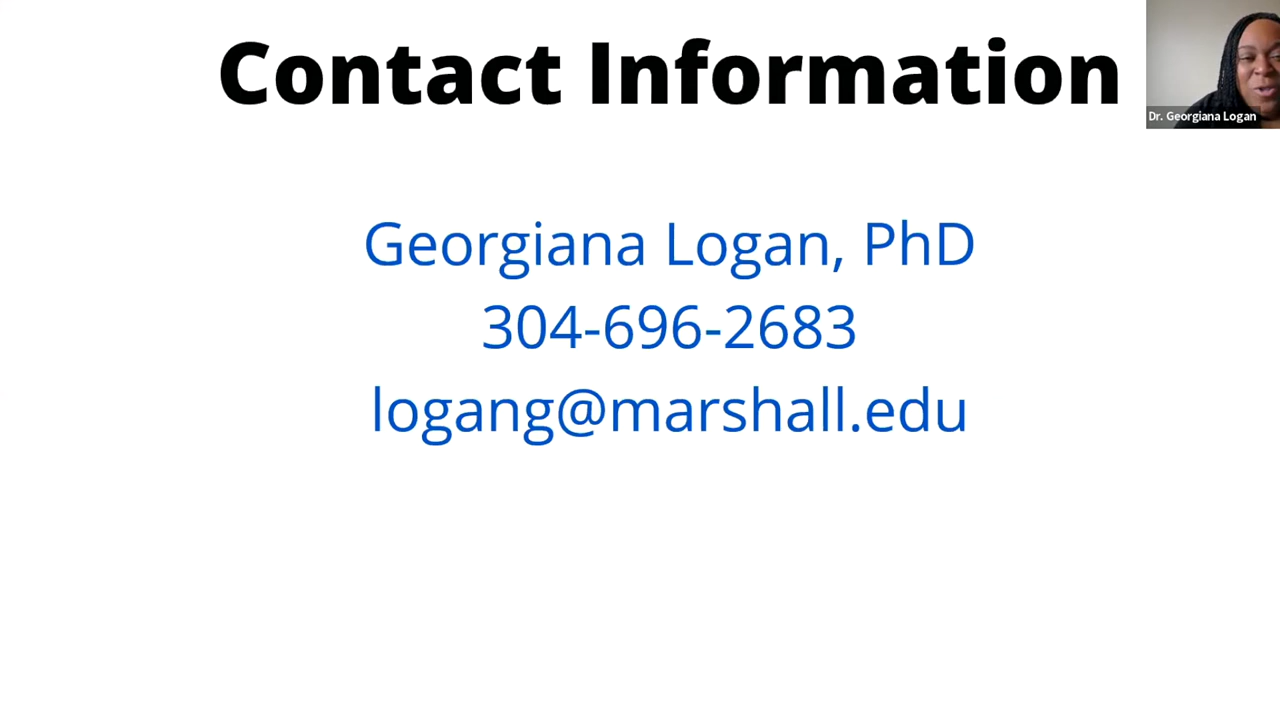 Contact Information
Dr. Georgiana Logan
Georgiana Logan, PhD
304-696-2683
logang@marshall.edu